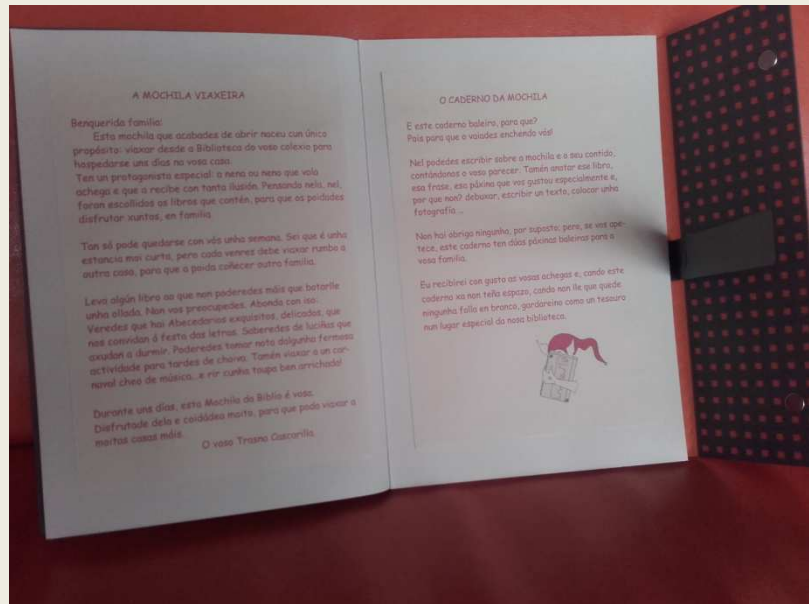 A MOCHILA VIAXEIRA
Benquerida familia:
Esta mochila que acabades de abrir naceu cun único
propósito: viaxar desde a Biblioteca do voso colexio para
hospedarse uns días na vosa casa.
Ten un protagonista especial: a nena ou neno que vola
achega e que a recibe con tanta ilusión. Pensando nela, nel,
foron escollidos os libros que contén, para que os poidades
disfrutar xuntos, en familia.
Tan só pode quedarse con vós unha semana. Sei que é unha
estancia moi curta, pero cada venres debe viaxar rumbo a
outra casa, para que a poida coñecer outra familia.
Leva algún libro ao que non poderedes máis que botarlle
unha ollada. Non vos preocupedes. Abonda con iso.
Veredes que hai Abecedarios exquisitos, delicados, que
nos convidan á festa das letras. Saberedes de luciñas que
axudan a durmir. Poderedes tomar nota dalgunha fermosa
actividade para tardes de choiva. Tamén viaxar a un car-
naval cheo de música...e rir cunha toupa ben arrichada!
Durante uns días, esta Mochila da Biblio é vosa.
Disfrutade dela e coidádea moito, para que poda viaxar a
moitas casas máis.
O voso Trasno Cascarilla.
O CADERNO DA MOCHILA
E este caderno baleiro, para que?
Pois para que o vaiades enchendo vós!
Nel podedes escribir sobre a mochila e o seu contido,
contándonos o voso parecer. Tamén anotar ese libro,
esa frase, esa páxina que vos gustou especialmente e,
por que non? debuxar, escribir un texto, colocar unha
fotografía...
Non hai obriga ningunha, por suposto; pero, se vos ape-
tece, este caderno ten dúas páxinas baleiras para a
vosa familia.
Eu recibirei con gusto as vosas achegas e, cando este
caderno xa non teña espazo, cando non lle que quede
ningunha folla en branco, gardareino como un tesouro
nun lugar especial da nosa biblioteca.